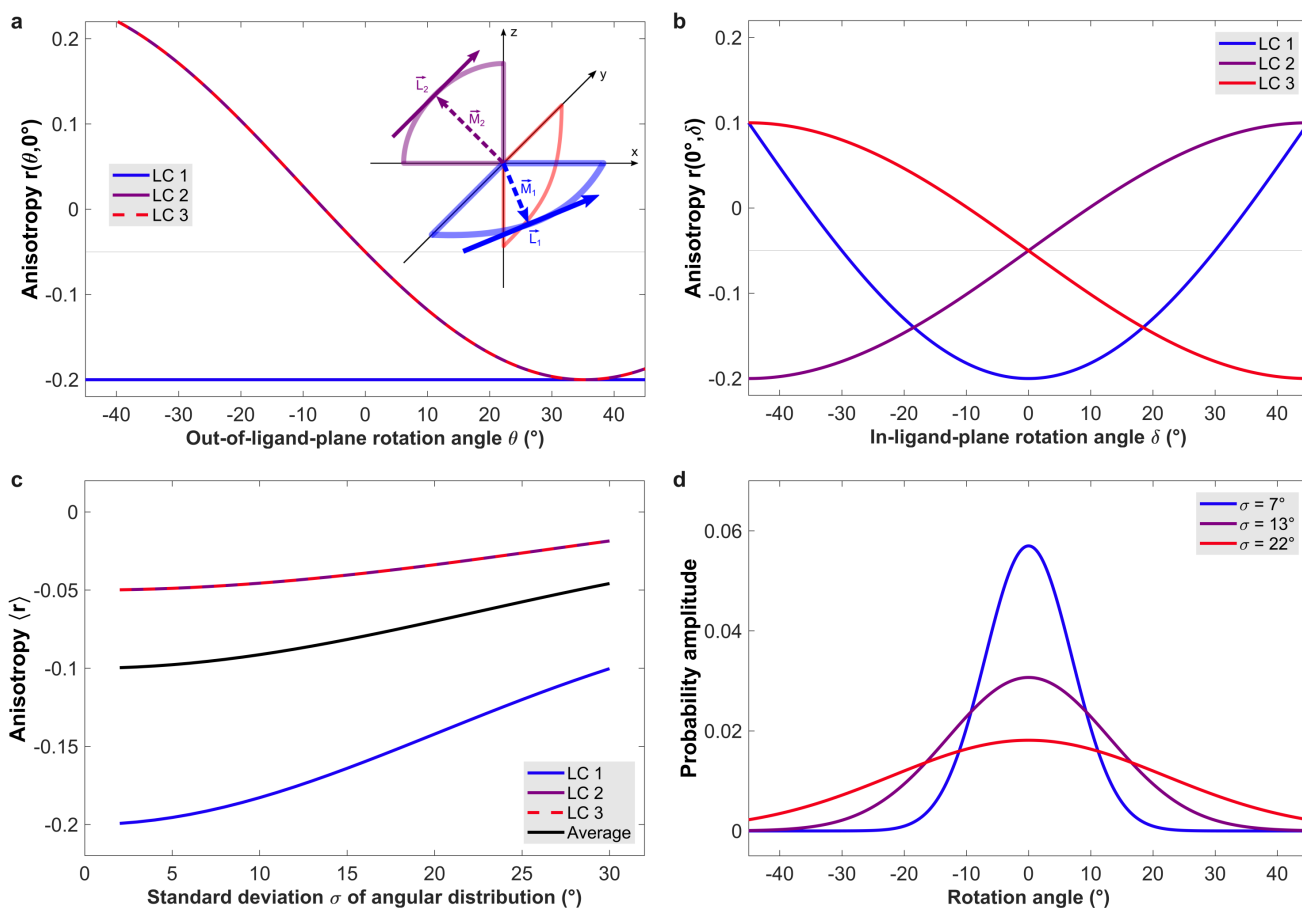 a
Anisotropy r(θ,0°)
0.2
0.1
0
-0.1
-0.2
-40
-30
-20
-10
0
10
20
30
40
Out-of-ligand-plane rotation angle θ (°)
LC 1
LC 2
LC 3
z
y
x
L₂
M₂
M₁
L₁
b
Anisotropy r(0°,δ)
0.2
0.1
0
-0.1
-0.2
-40
-30
-20
-10
0
10
20
30
40
In-ligand-plane rotation angle δ (°)
LC 1
LC 2
LC 3
c
Anisotropy ⟨r⟩
0
-0.05
-0.1
-0.15
-0.2
0
5
10
15
20
25
30
Standard deviation σ of angular distribution (°)
LC 1
LC 2
LC 3
Average
d
Probability amplitude
0.06
0.04
0.02
0
-40
-30
-20
-10
0
10
20
30
40
Rotation angle (°)
σ = 7°
σ = 13°
σ = 22°